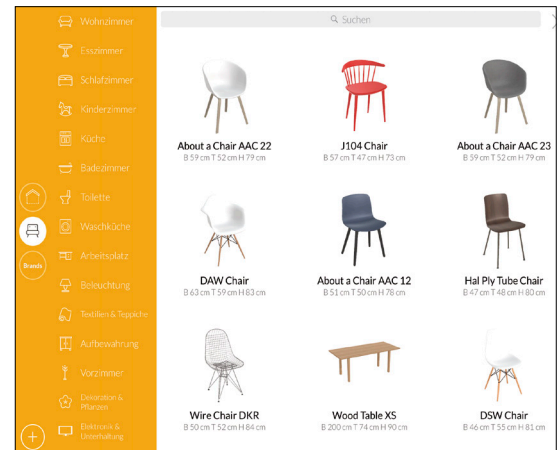 Wohnzimmer
Esszimmer
Schlafzimmer
Kinderzimmer
Küche
Badezimmer
Toilette
Waschküche
Arbeitsplatz
Beleuchtung
Textilien & Teppiche
Aufbewahrung
Vorzimmer
Dekoration &
Pflanzen
Elektronik &
Unterhaltung
Brands
Suchen
About a Chair AAC 22
B 59 cm T 52 cm H 79 cm
J104 Chair
B 57 cm T 47 cm H 73 cm
About a Chair AAC 23
B 59 cm T 52 cm H 79 cm
DAW Chair
B 63 cm T 59 cm H 83 cm
About a Chair AAC 12
B 51 cm T 50 cm H 78 cm
Hal Ply Tube Chair
B 47 cm T 48 cm H 80 cm
Wire Chair DKR
B 50 cm T 52 cm H 84 cm
Wood Table XS
B 200 cm T 74 cm H 90 cm
DSW Chair
B 46 cm T 55 cm H 81 cm